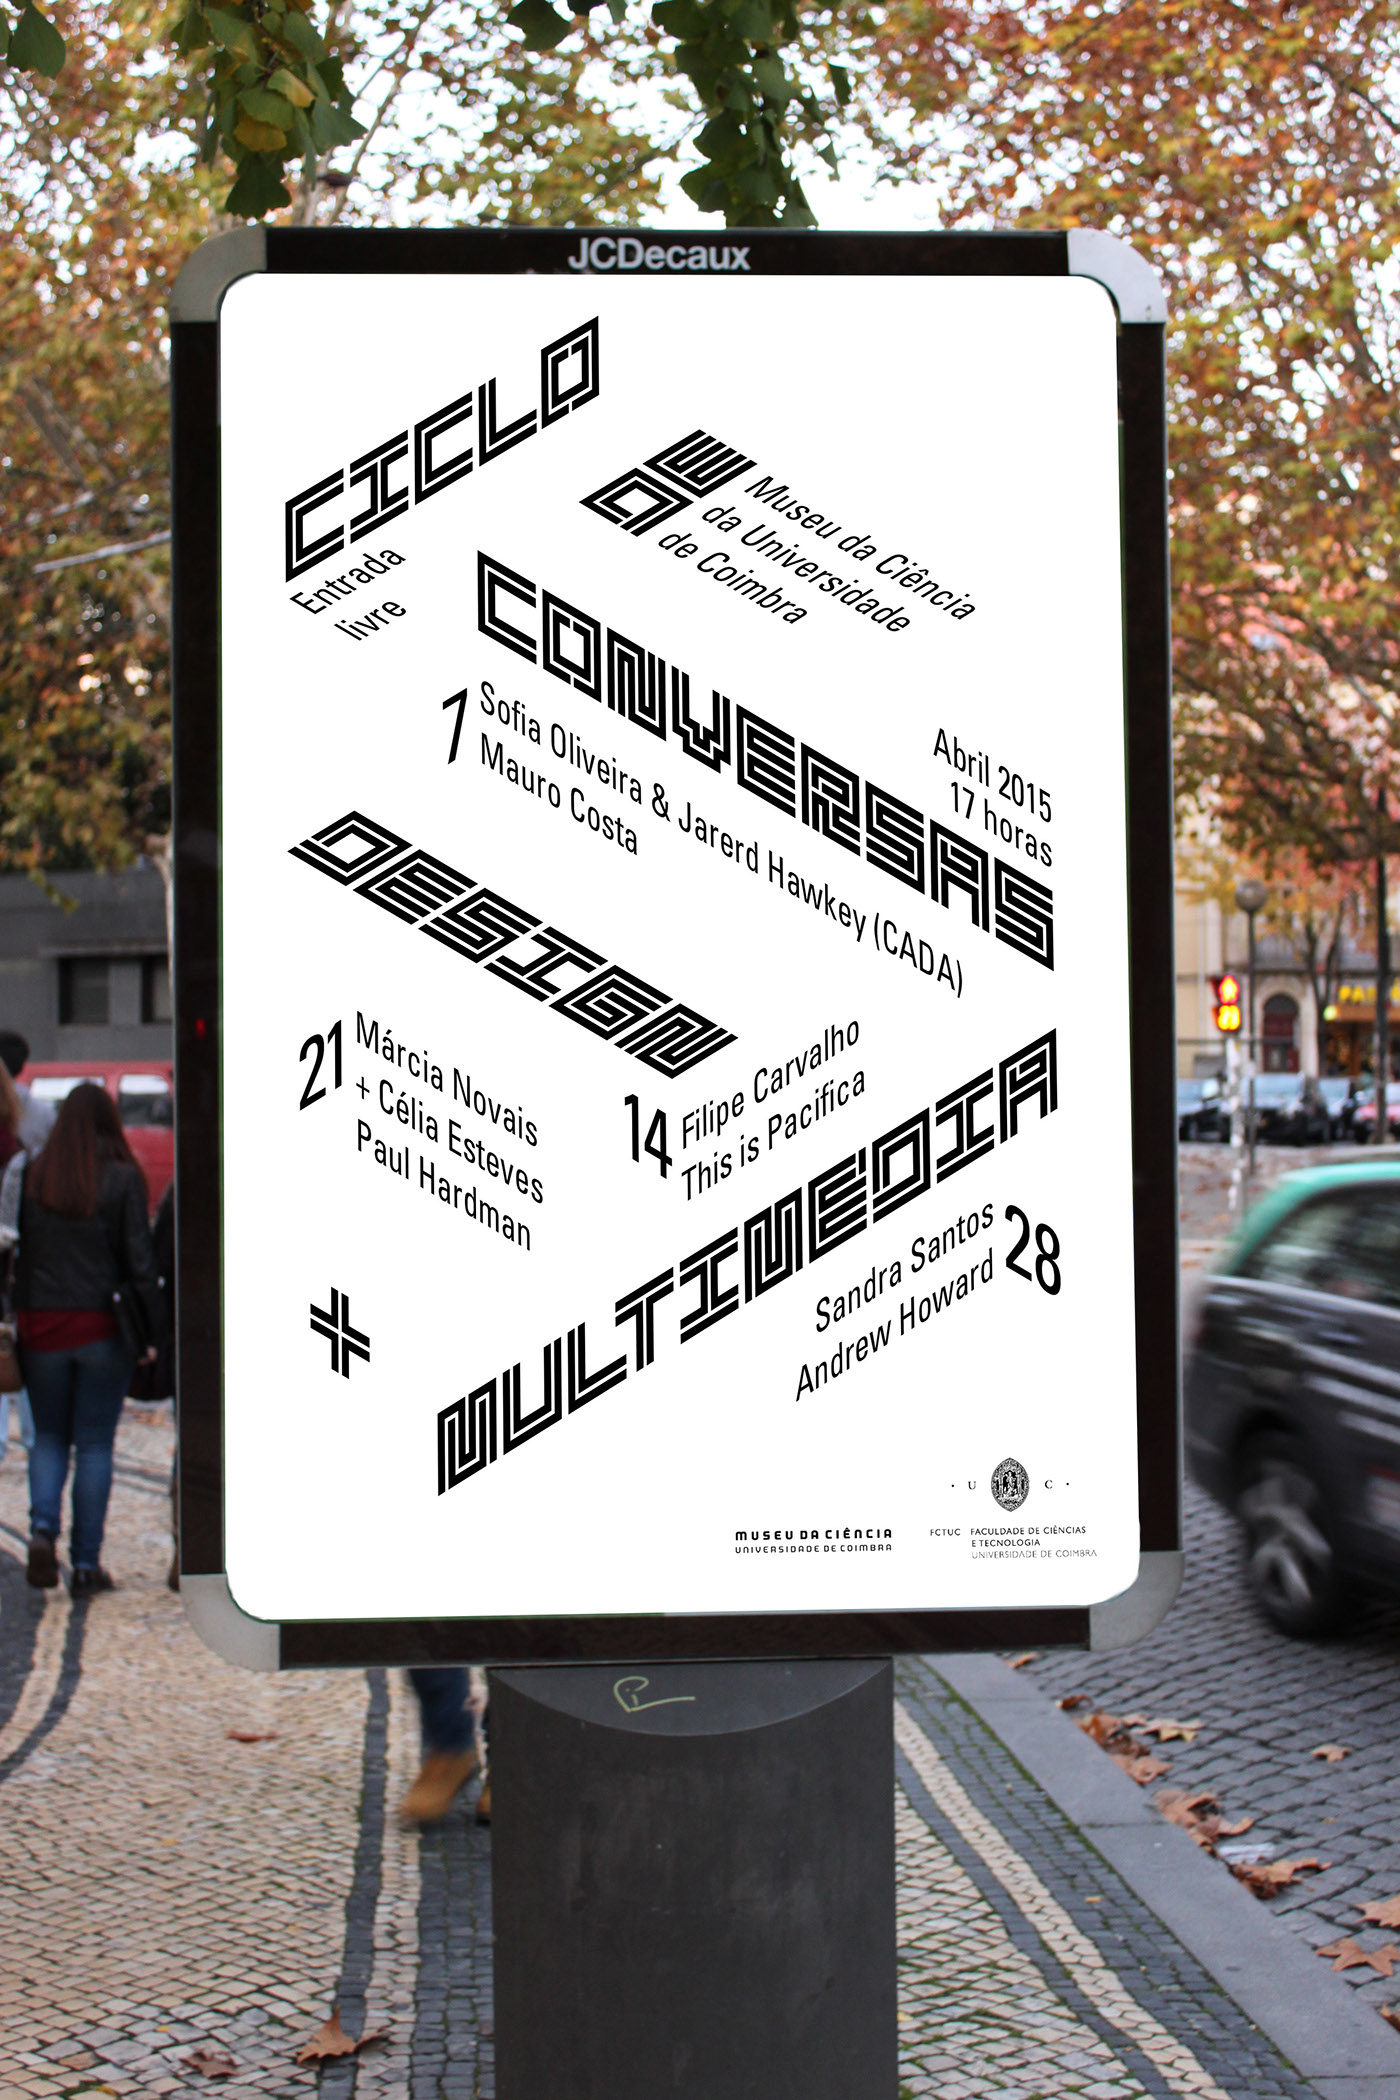 JCDecaux
CICLO
Entrada
livre
DE
Museu da Ciência
da Universidade
de Coimbra
CONVERSAS
Abril 2015
17 horas
7
Sofia Oliveira & Jarerd Hawkey (CADA)
Mauro Costa
DESIGN
21
Márcia Novais
+ Célia Esteves
Paul Hardman
14
Filipe Carvalho
This is Pacifica
+
MULTIMÉDIA
Sandra Santos
Andrew Howard
28
· U C ·
MUSEU DA CIÊNCIA
UNIVERSIDADE DE COIMBRA
FCTUC FACULDADE DE CIÊNCIAS
E TECNOLOGIA
UNIVERSIDADE DE COIMBRA